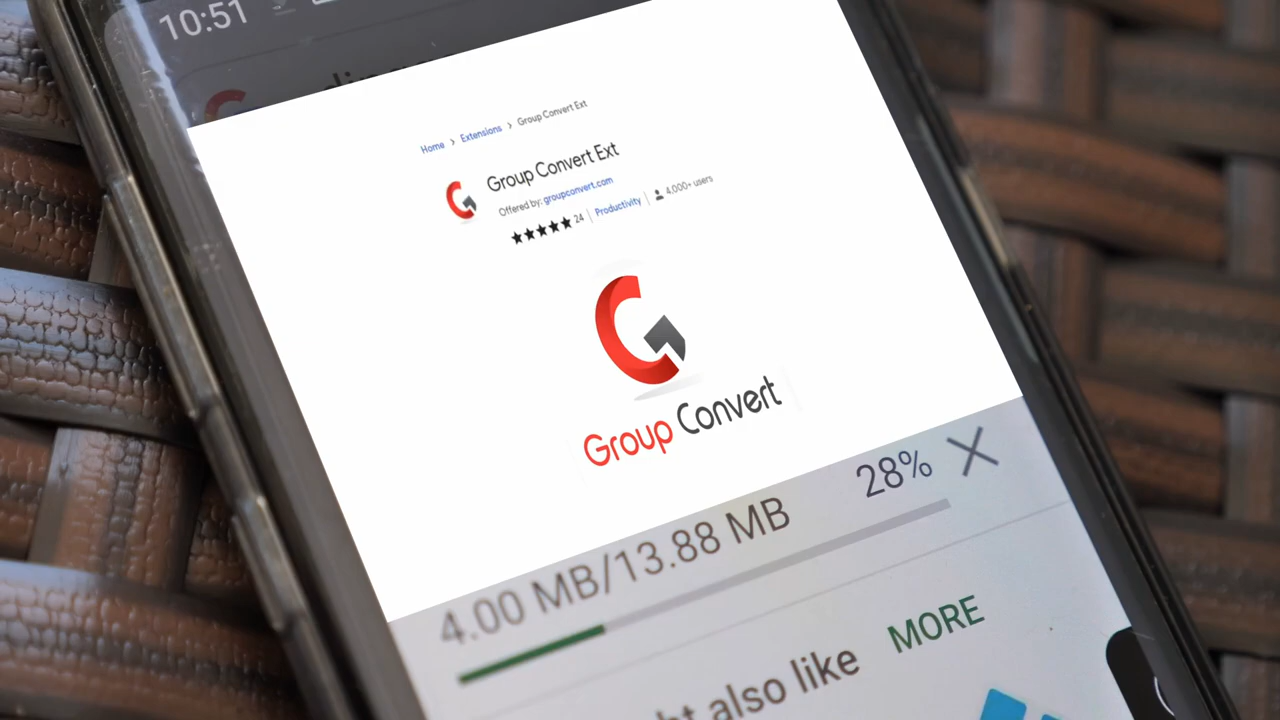 10:51
Home > Extensions > Group Convert Ext
Group Convert Ext
Offered by: groupconvert.com
24 | Productivity | 4,000+ users
Group Convert
4.00 MB/13.88 MB 28%
also like MORE